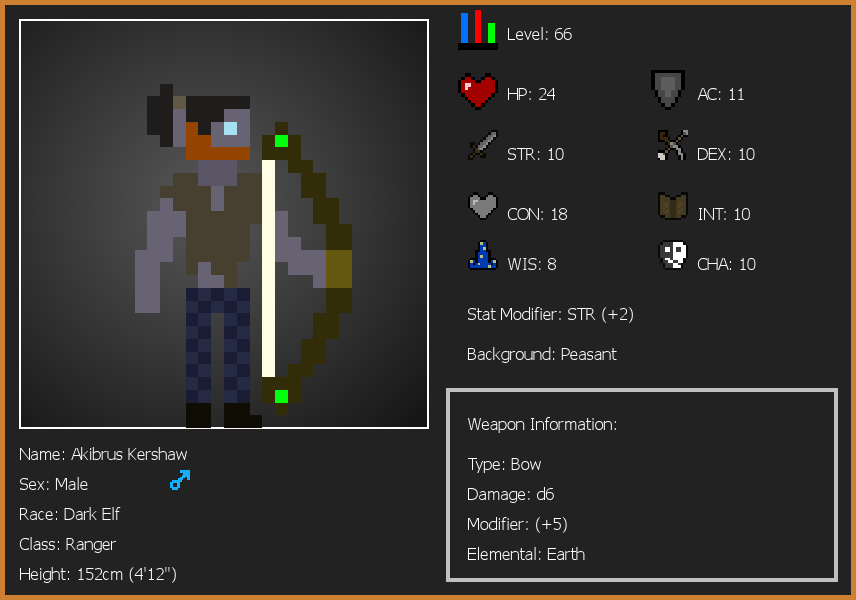 Level: 66
HP: 24
AC: 11
STR: 10
DEX: 10
CON: 18
INT: 10
WIS: 8
CHA: 10
Stat Modifier: STR (+2)
Background: Peasant
Weapon Information:
Type: Bow
Damage: d6
Modifier: (+5)
Elemental: Earth
Name: Akibrus Kershaw
Sex: Male
Race: Dark Elf
Class: Ranger
Height: 152cm (4'12")